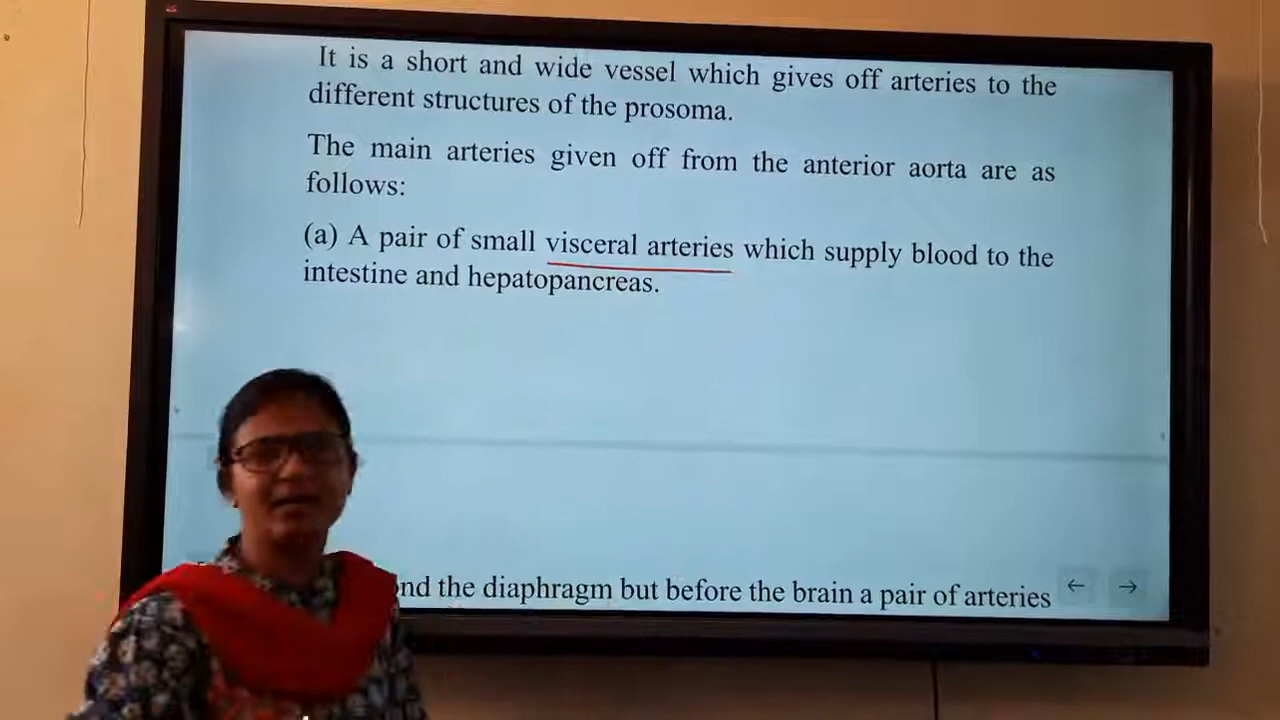 It is a short and wide vessel which gives off arteries to the
different structures of the prosoma.
The main arteries given off from the anterior aorta are as
follows:
(a) A pair of small visceral arteries which supply blood to the
intestine and hepatopancreas.
the diaphragm but before the brain a pair of arteries